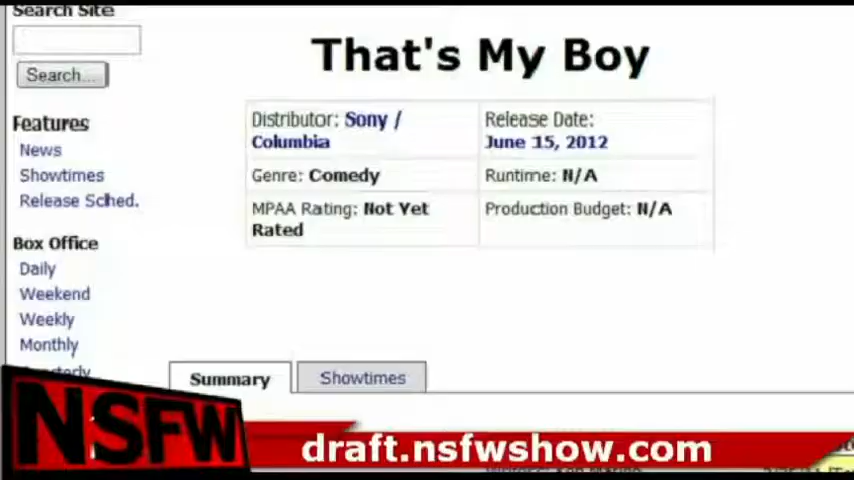 Search Site
Search...
Features
News
Showtimes
Release Sched.
Box Office
Daily
Weekend
Weekly
Monthly
Quarterly
That's My Boy
Distributor: Sony / Columbia
Release Date: June 15, 2012
Genre: Comedy
Runtime: N/A
MPAA Rating: Not Yet Rated
Production Budget: N/A
Summary
Showtimes
NSFW
draft.nsfwshow.com